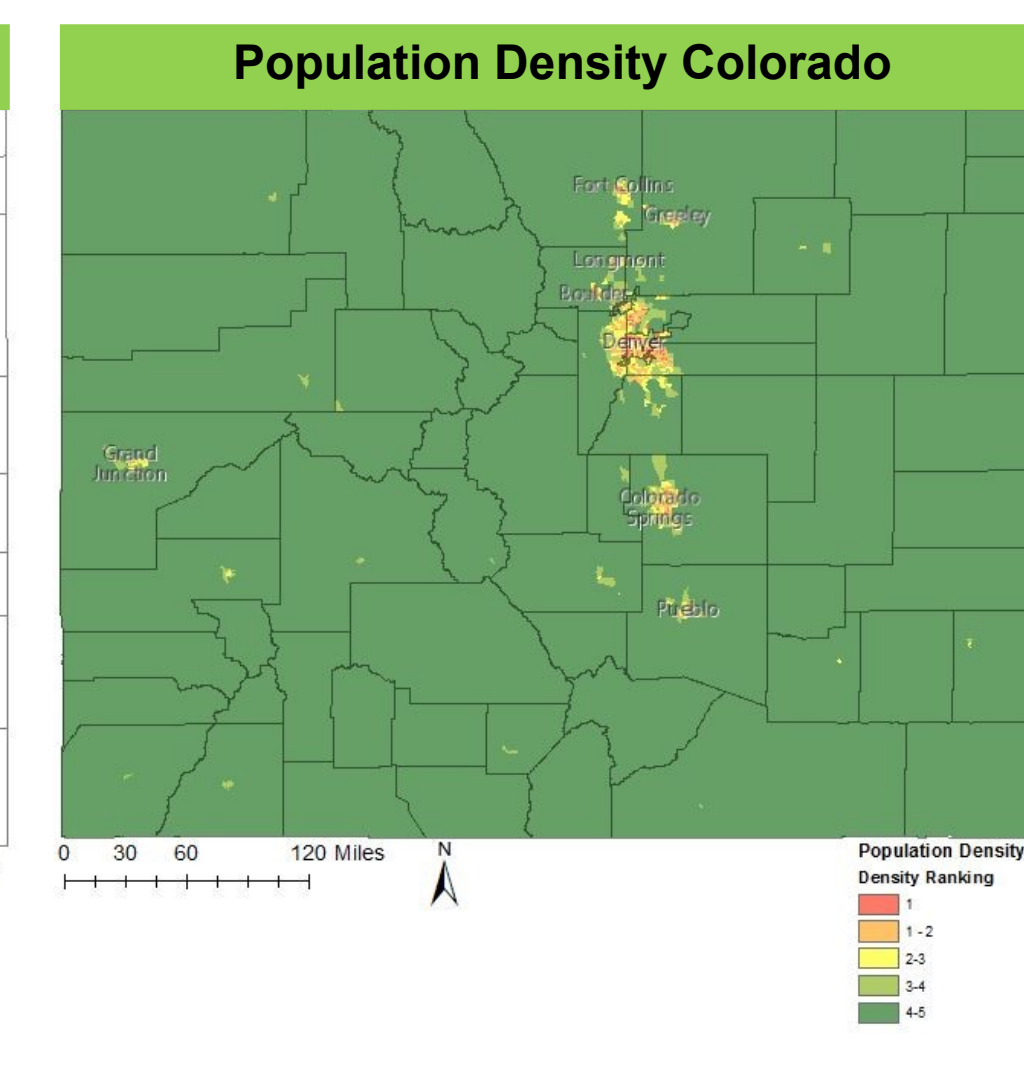 Population Density Colorado
Fort Collins
Greeley
Longmont
Boulder
Denver
Grand
Junction
Colorado
Springs
Pueblo
0 30 60 120 Miles
N
Population Density
Density Ranking
1
1 - 2
2-3
3-4
4-5